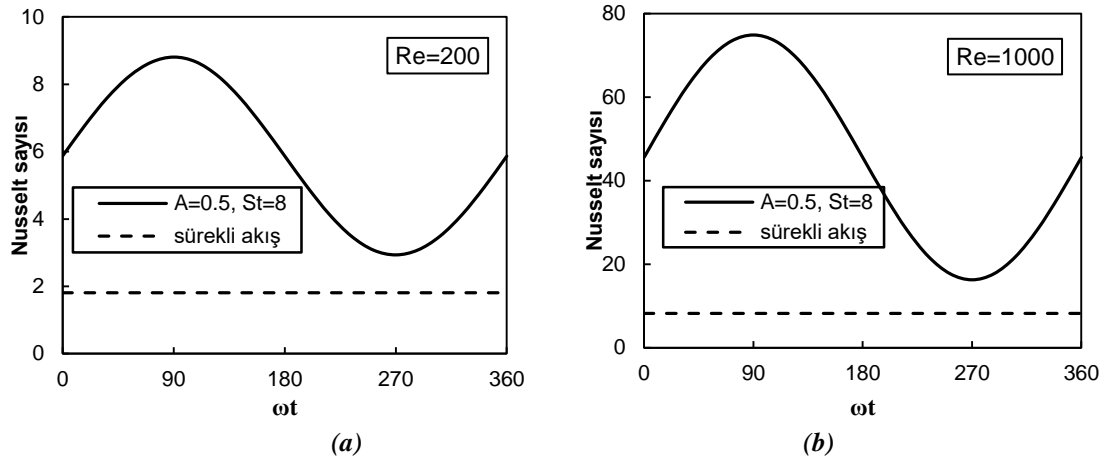 10
8
6
4
2
0
Nusselt sayısı
Re=200
A=0.5, St=8
sürekli akış
0 90 180 270 360
ωt
(a)
80
60
40
20
0
Nusselt sayısı
Re=1000
A=0.5, St=8
sürekli akış
0 90 180 270 360
ωt
(b)